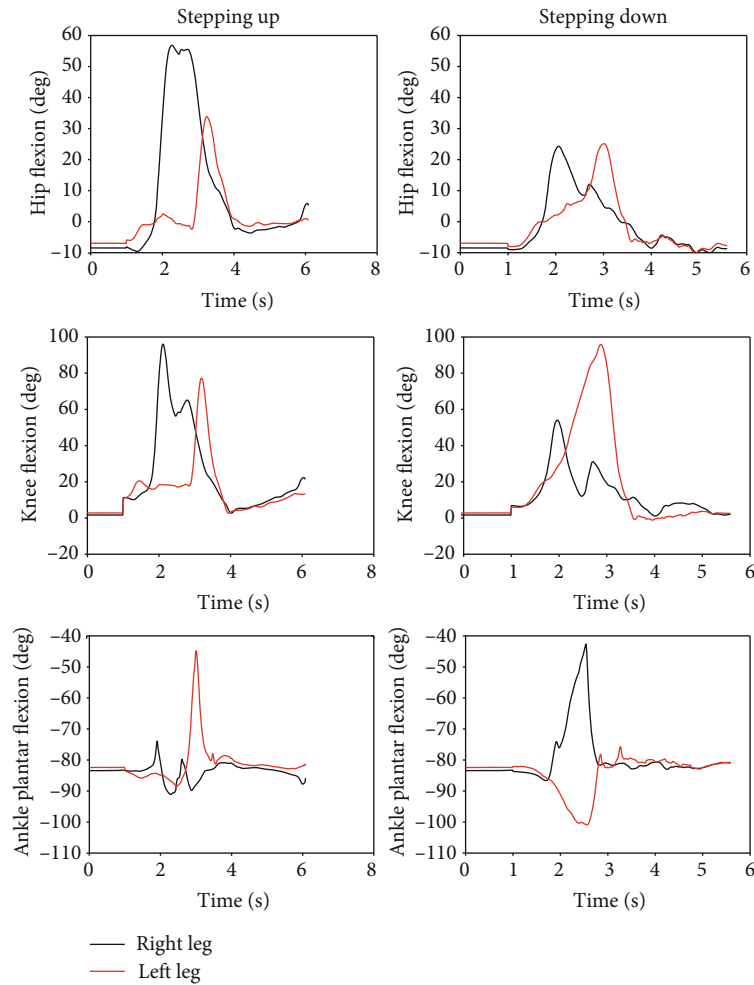 Stepping up
Stepping down
Hip flexion (deg)
60
50
40
30
20
10
0
–10
0 2 4 6 8
Time (s)
Hip flexion (deg)
60
50
40
30
20
10
0
–10
0 1 2 3 4 5 6
Time (s)
Knee flexion (deg)
100
80
60
40
20
0
–20
0 2 4 6 8
Time (s)
Knee flexion (deg)
100
80
60
40
20
0
–20
0 1 2 3 4 5 6
Time (s)
Ankle plantar flexion (deg)
–40
–50
–60
–70
–80
–90
–100
–110
0 2 4 6 8
Time (s)
Ankle plantar flexion (deg)
–40
–50
–60
–70
–80
–90
–100
–110
0 1 2 3 4 5 6
Time (s)
Right leg
Left leg